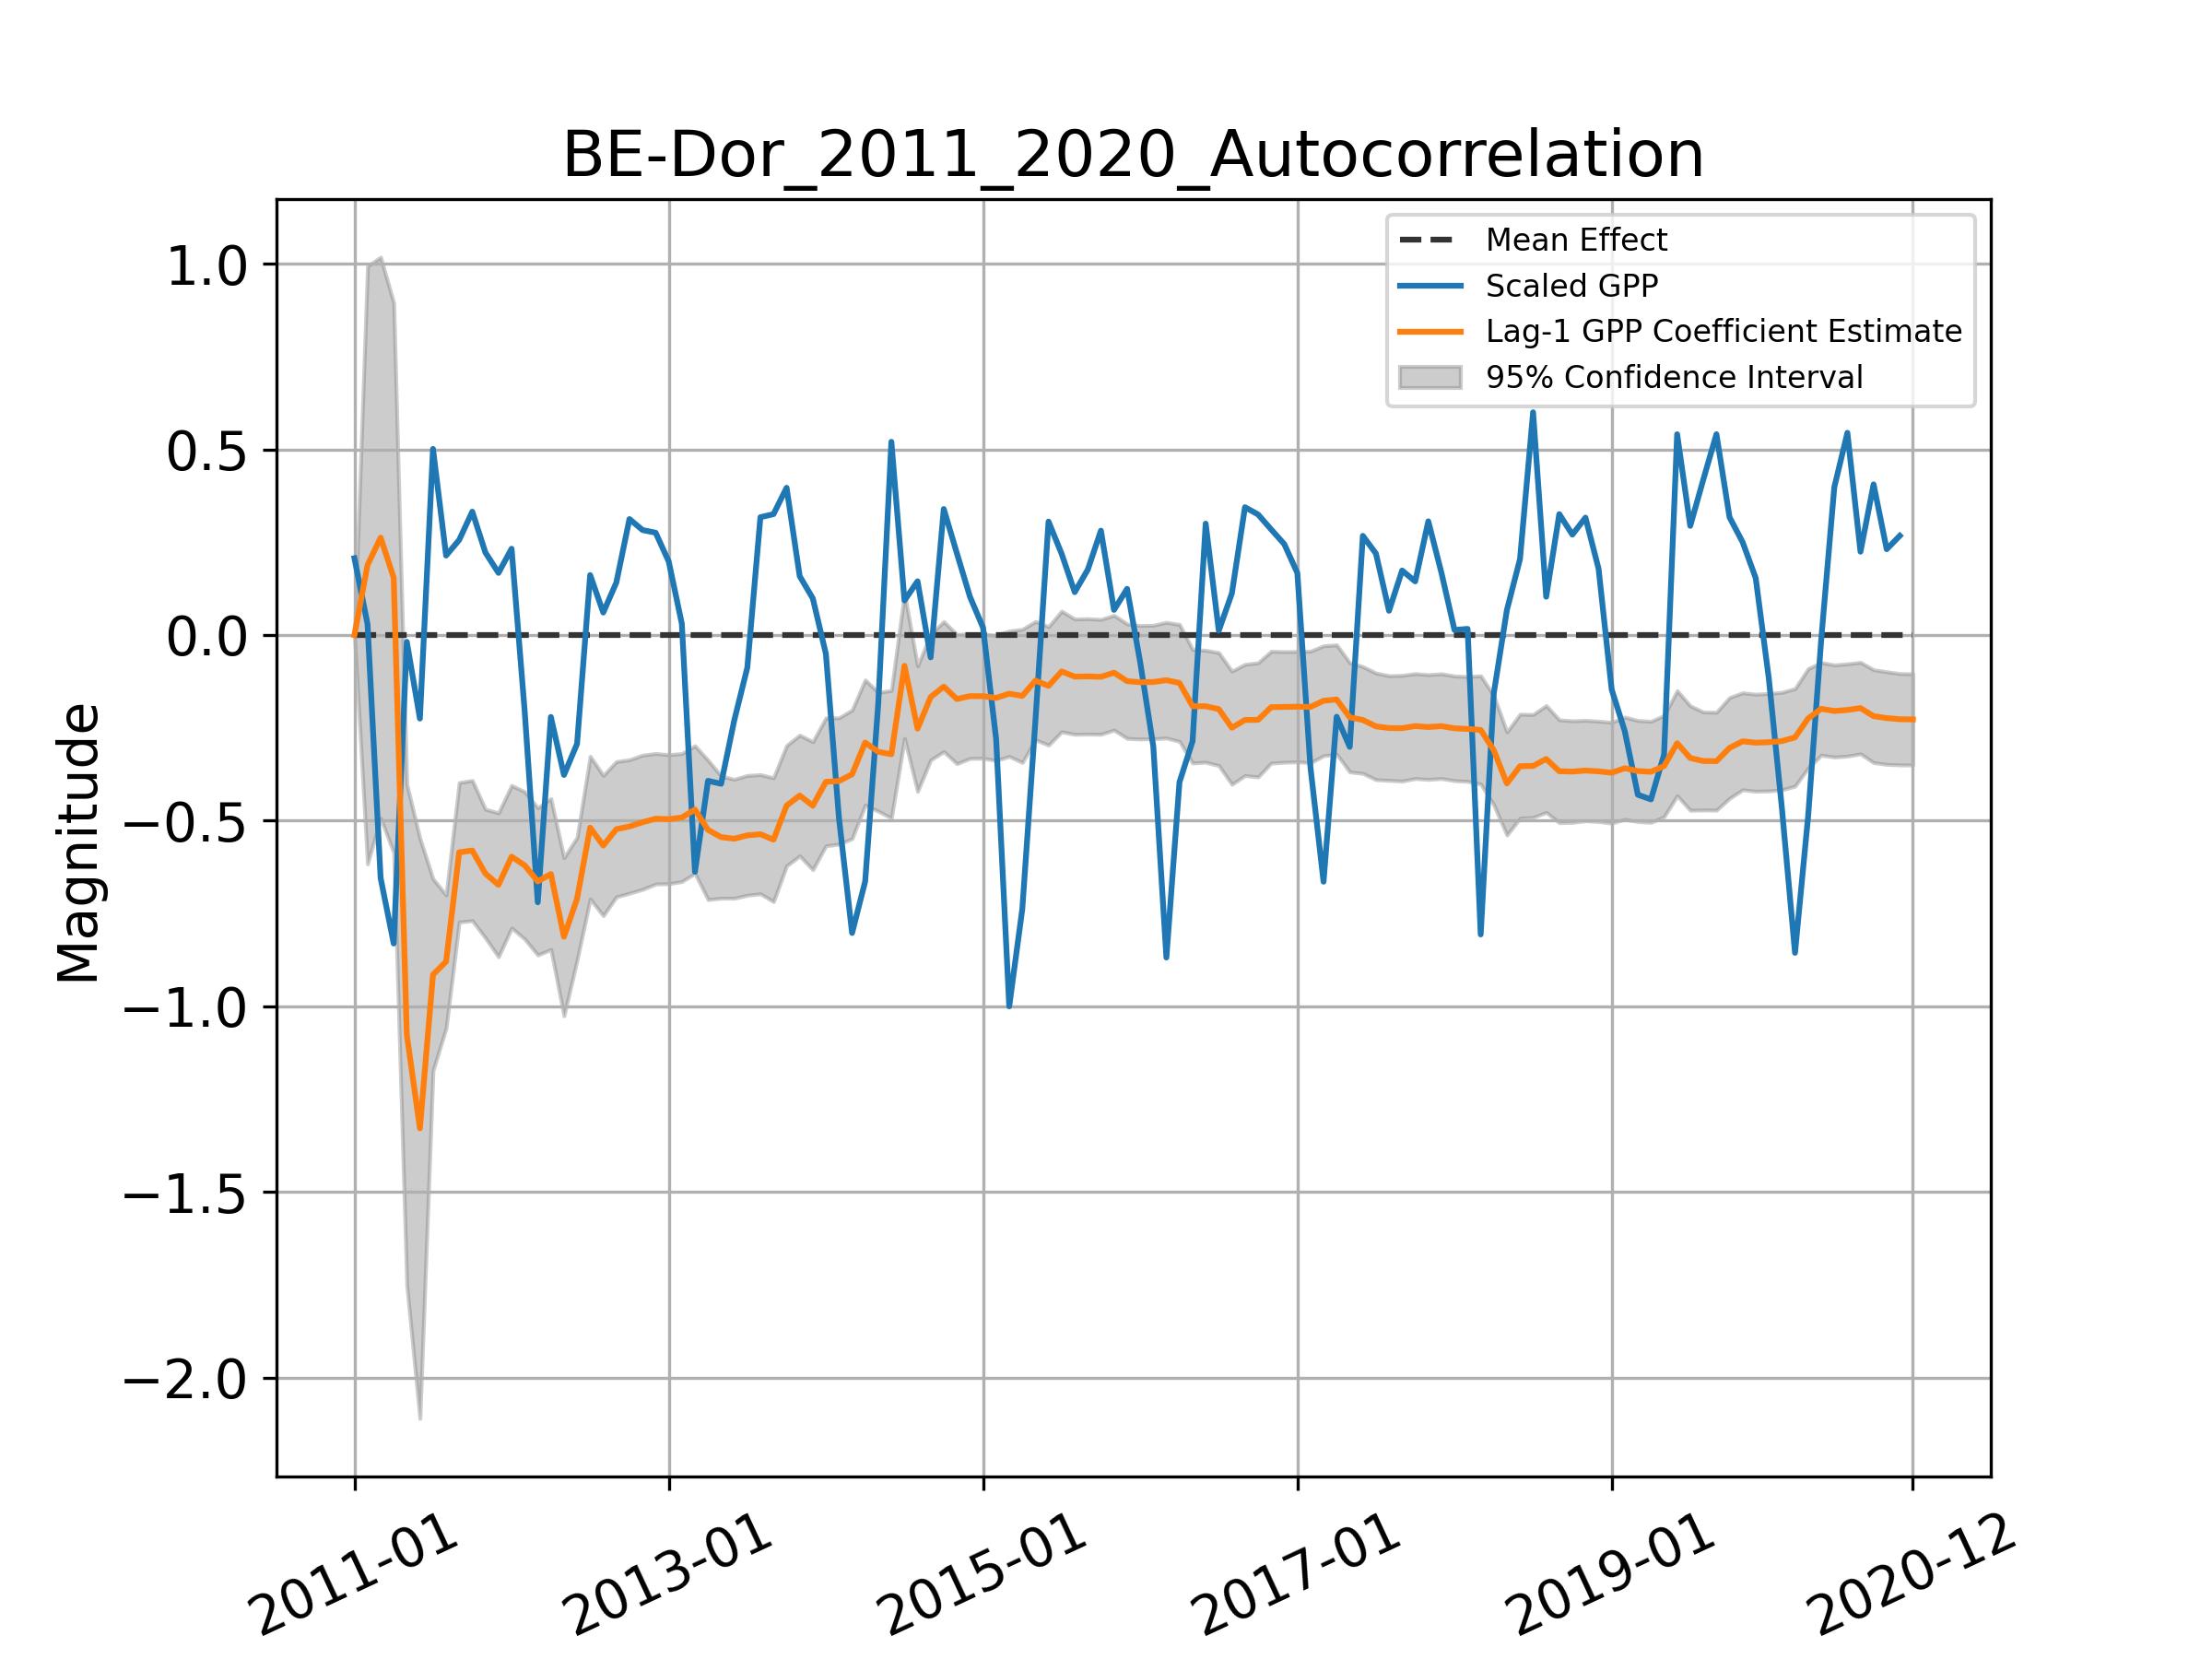 BE-Dor_2011_2020_Autocorrelation
Mean Effect
Scaled GPP
Lag-1 GPP Coefficient Estimate
95% Confidence Interval
Magnitude
1.0
0.5
0.0
−0.5
−1.0
−1.5
−2.0
2011-01
2013-01
2015-01
2017-01
2019-01
2020-12